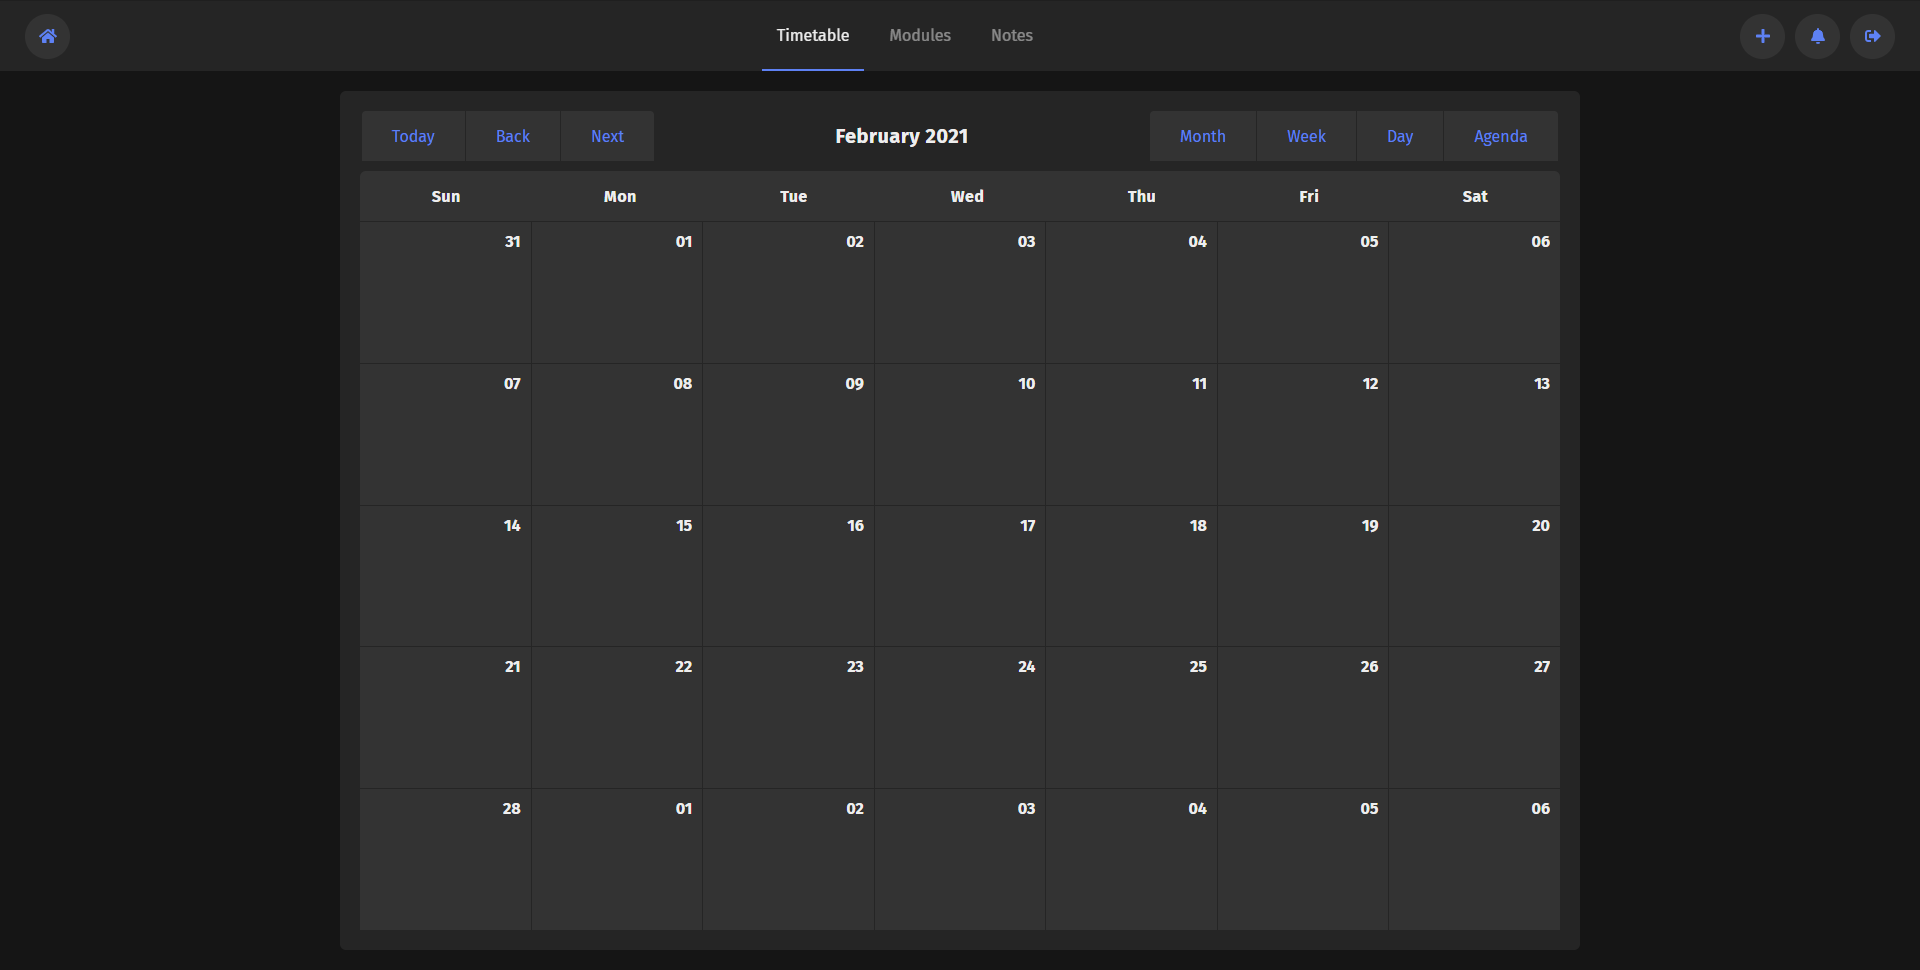 Timetable Modules Notes
Today Back Next February 2021 Month Week Day Agenda
Sun Mon Tue Wed Thu Fri Sat
31 01 02 03 04 05 06
07 08 09 10 11 12 13
14 15 16 17 18 19 20
21 22 23 24 25 26 27
28 01 02 03 04 05 06